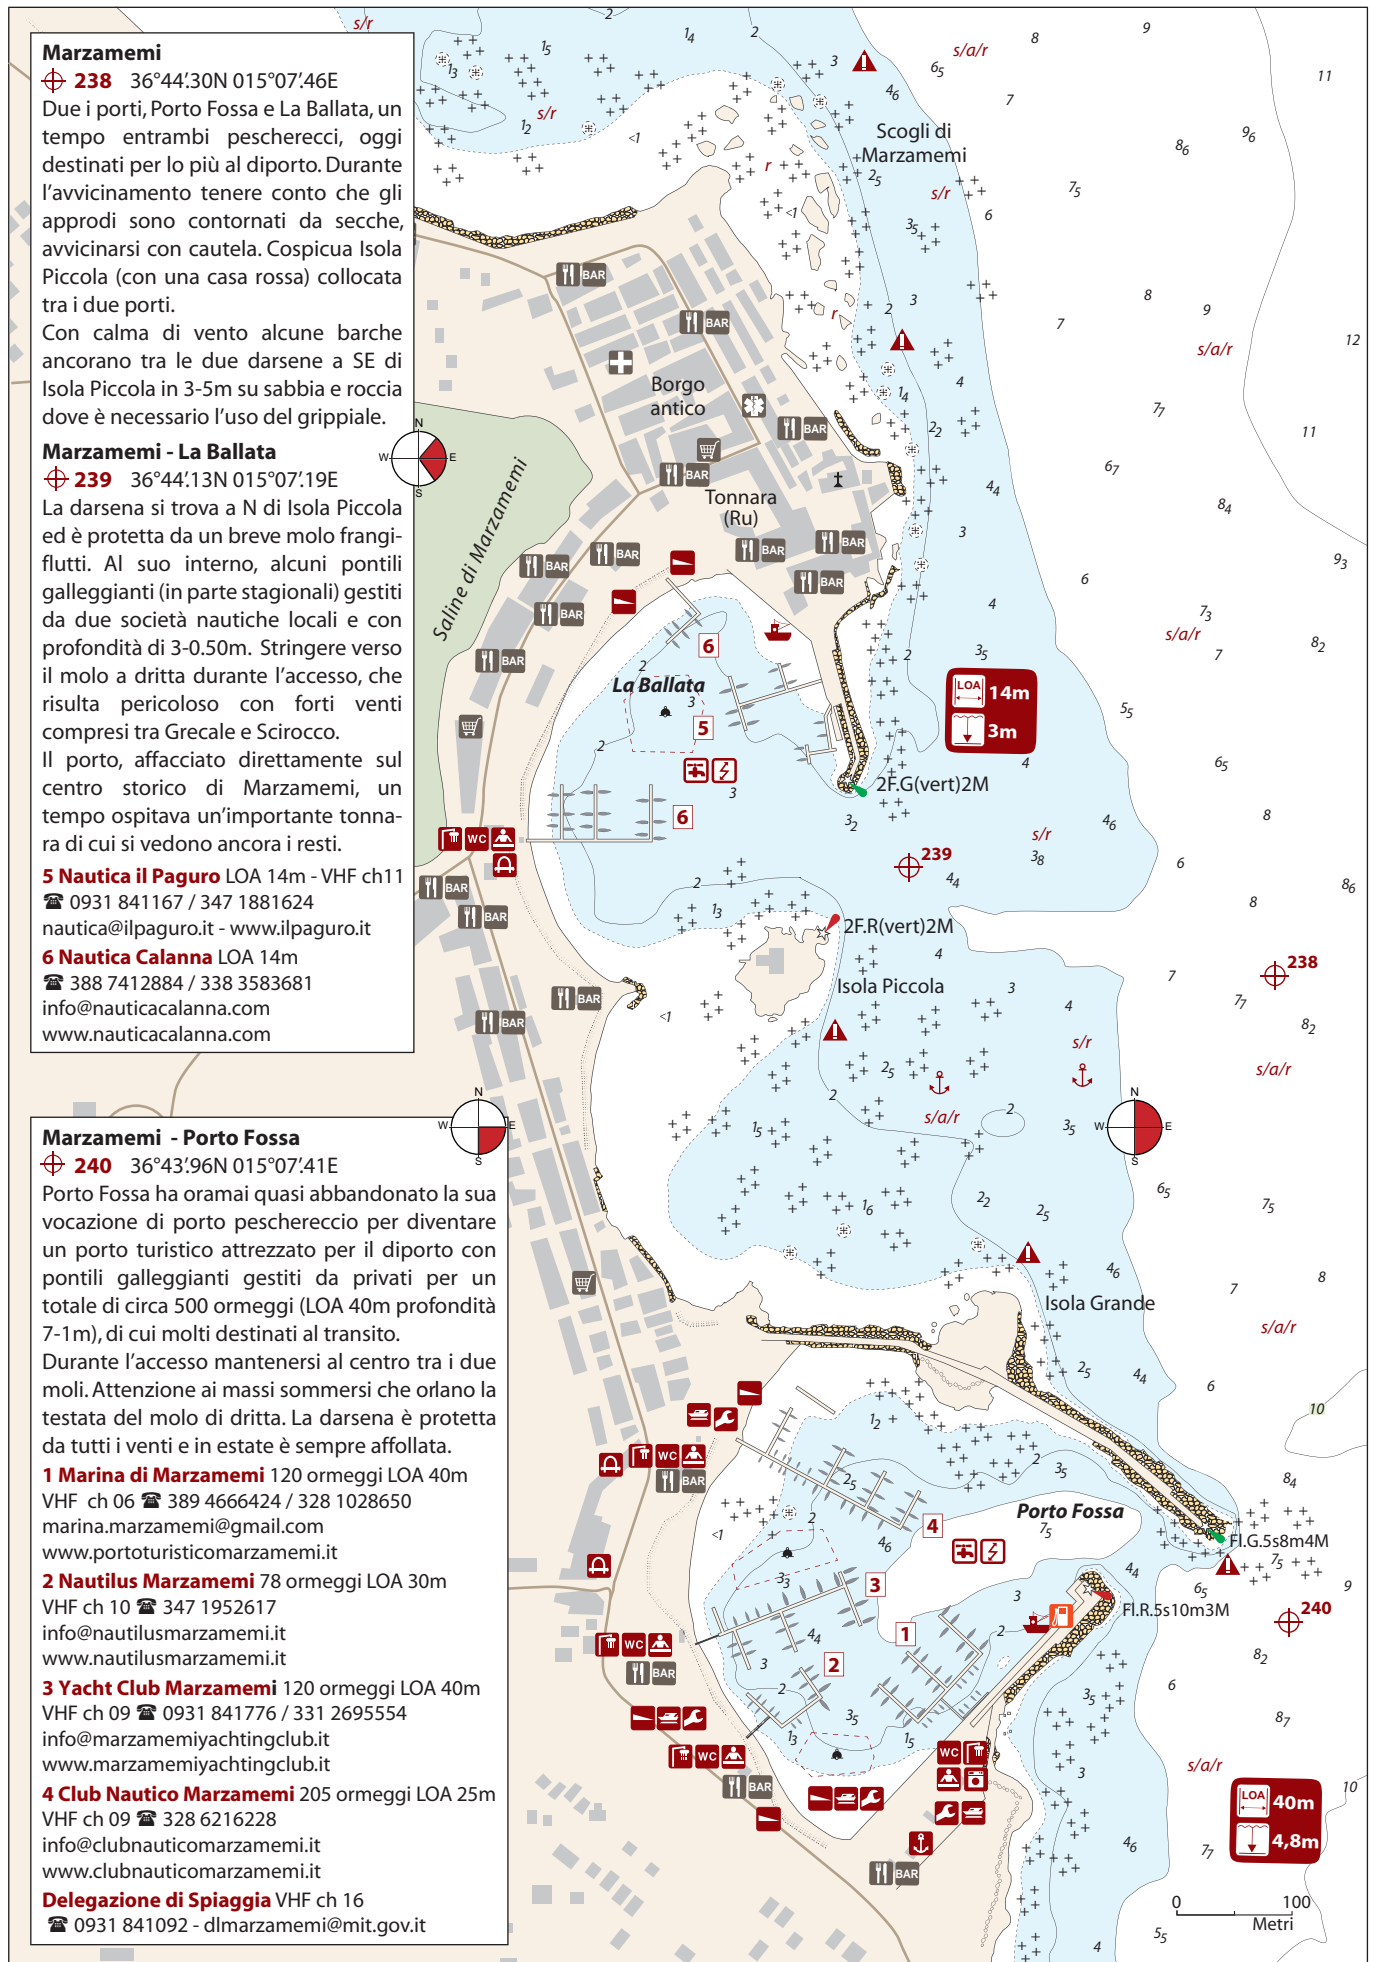 Marzamemi
238 36°44'.30N 015°07'.46E
Due i porti, Porto Fossa e La Ballata, un
tempo entrambi pescherecci, oggi
destinati per lo più al diporto. Durante
l'avvicinamento tenere conto che gli
approdi sono contornati da secche,
avvicinarsi con cautela. Cospicua Isola
Piccola (con una casa rossa) collocata
tra i due porti.
Con calma di vento alcune barche
ancorano tra le due darsene a SE di
Isola Piccola in 3-5m su sabbia e roccia
dove è necessario l'uso del grippiale.
Marzamemi - La Ballata
239 36°44'.13N 015°07'.19E
La darsena si trova a N di Isola Piccola
ed è protetta da un breve molo frangi-
flutti. Al suo interno, alcuni pontili
galleggianti (in parte stagionali) gestiti
da due società nautiche locali e con
profondità di 3-0.50m. Stringere verso
il molo a dritta durante l'accesso, che
risulta pericoloso con forti venti
compresi tra Grecale e Scirocco.
Il porto, affacciato direttamente sul
centro storico di Marzamemi, un
tempo ospitava un'importante tonna-
ra di cui si vedono ancora i resti.
5 Nautica il Paguro LOA 14m - VHF ch11
☎ 0931 841167 / 347 1881624
nautica@ilpaguro.it - www.ilpaguro.it
6 Nautica Calanna LOA 14m
☎ 388 7412884 / 338 3583681
info@nauticacalanna.com
www.nauticacalanna.com
Marzamemi - Porto Fossa
240 36°43'.96N 015°07'.41E
Porto Fossa ha oramai quasi abbandonato la sua
vocazione di porto peschereccio per diventare
un porto turistico attrezzato per il diporto con
pontili galleggianti gestiti da privati per un
totale di circa 500 ormeggi (LOA 40m profondità
7-1m), di cui molti destinati al transito.
Durante l'accesso mantenersi al centro tra i due
moli. Attenzione ai massi sommersi che orlano la
testata del molo di dritta. La darsena è protetta
da tutti i venti e in estate è sempre affollata.
1 Marina di Marzamemi 120 ormeggi LOA 40m
VHF ch 06 ☎ 389 4666424 / 328 1028650
marina.marzamemi@gmail.com
www.portoturisticomarzamemi.it
2 Nautilus Marzamemi 78 ormeggi LOA 30m
VHF ch 10 ☎ 347 1952617
info@nautilusmarzamemi.it
www.nautilusmarzamemi.it
3 Yacht Club Marzamemi 120 ormeggi LOA 40m
VHF ch 09 ☎ 0931 841776 / 331 2695554
info@marzamemiyachtingclub.it
www.marzamemiyachtingclub.it
4 Club Nautico Marzamemi 205 ormeggi LOA 25m
VHF ch 09 ☎ 328 6216228
info@clubnauticomarzamemi.it
www.clubnauticomarzamemi.it
Delegazione di Spiaggia VHF ch 16
☎ 0931 841092 - dlmarzamemi@mit.gov.it
Scogli di
Marzamemi
Borgo
antico
Tonnara
(Ru)
Saline di Marzamemi
La Ballata
6
5
6
LOA 14m
3m
2F.G(vert)2M
239
2F.R(vert)2M
238
Isola Piccola
Isola Grande
Porto Fossa
4
3
1
2
Fl.G.5s8m4M
Fl.R.5s10m3M
240
LOA 40m
4,8m
0 100
Metri